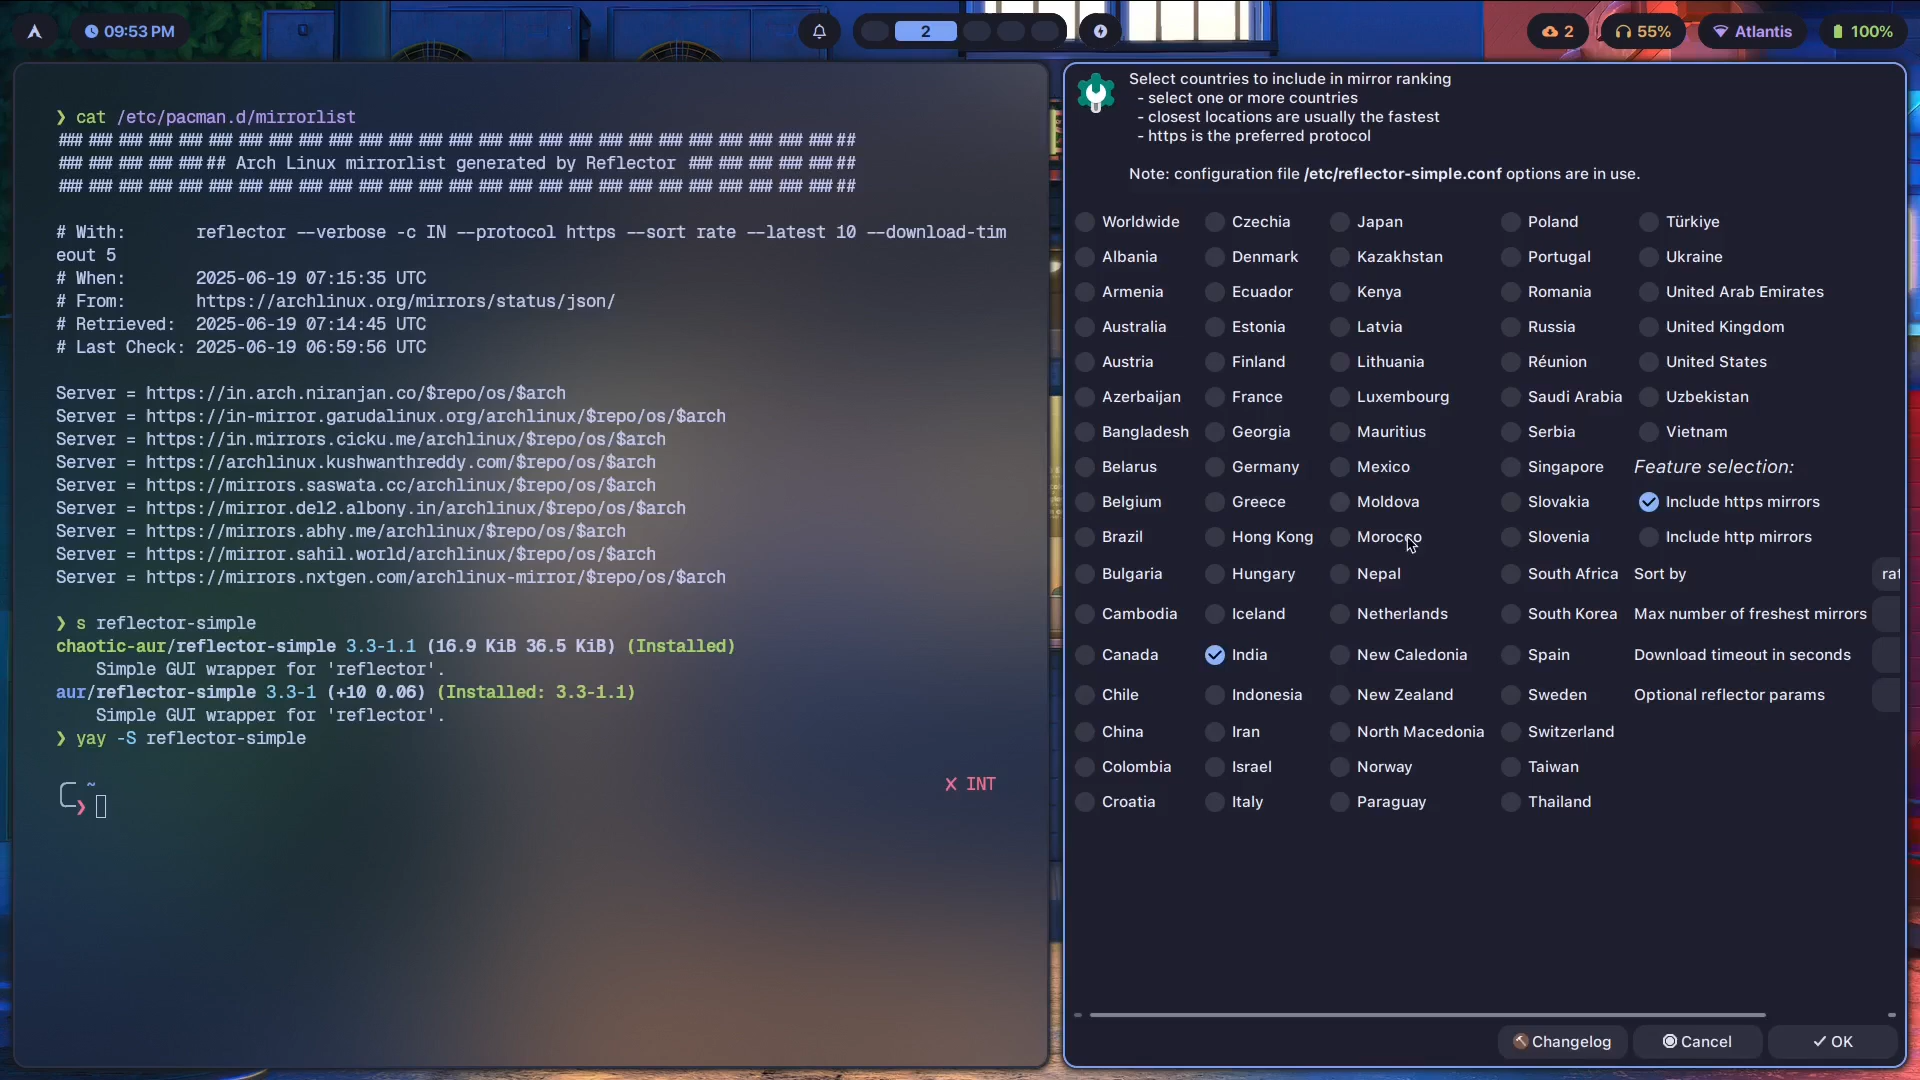 09:53 PM
2
2
55%
Atlantis
100%
❯ cat /etc/pacman.d/mirrorlist
################################################################################
################# Arch Linux mirrorlist generated by Reflector #################
################################################################################
# With:       reflector --verbose -c IN --protocol https --sort rate --latest 10 --download-tim
eout 5
# When:       2025-06-19 07:15:35 UTC
# From:       https://archlinux.org/mirrors/status/json/
# Retrieved:  2025-06-19 07:14:45 UTC
# Last Check: 2025-06-19 06:59:56 UTC
Server = https://in.arch.niranjan.co/$repo/os/$arch
Server = https://in-mirror.garudalinux.org/archlinux/$repo/os/$arch
Server = https://in.mirrors.cicku.me/archlinux/$repo/os/$arch
Server = https://archlinux.kushwanthreddy.com/$repo/os/$arch
Server = https://mirrors.saswata.cc/archlinux/$repo/os/$arch
Server = https://mirror.del2.albony.in/archlinux/$repo/os/$arch
Server = https://mirrors.abhy.me/archlinux/$repo/os/$arch
Server = https://mirror.sahil.world/archlinux/$repo/os/$arch
Server = https://mirrors.nxtgen.com/archlinux-mirror/$repo/os/$arch
❯ s reflector-simple
chaotic-aur/reflector-simple 3.3-1.1 (16.9 KiB 36.5 KiB) (Installed)
    Simple GUI wrapper for 'reflector'.
aur/reflector-simple 3.3-1 (+10 0.06) (Installed: 3.3-1.1)
    Simple GUI wrapper for 'reflector'.
❯ yay -S reflector-simple
~
✗ INT
❯
Select countries to include in mirror ranking
- select one or more countries
- closest locations are usually the fastest
- https is the preferred protocol
Note: configuration file /etc/reflector-simple.conf options are in use.
Worldwide Czechia Japan Poland Türkiye
Albania Denmark Kazakhstan Portugal Ukraine
Armenia Ecuador Kenya Romania United Arab Emirates
Australia Estonia Latvia Russia United Kingdom
Austria Finland Lithuania Réunion United States
Azerbaijan France Luxembourg Saudi Arabia Uzbekistan
Bangladesh Georgia Mauritius Serbia Vietnam
Belarus Germany Mexico Singapore Feature selection:
Belgium Greece Moldova Slovakia Include https mirrors
Brazil Hong Kong Morocco Slovenia Include http mirrors
Bulgaria Hungary Nepal South Africa Sort by rat
Cambodia Iceland Netherlands South Korea Max number of freshest mirrors
Canada India New Caledonia Spain Download timeout in seconds
Chile Indonesia New Zealand Sweden Optional reflector params
China Iran North Macedonia Switzerland
Colombia Israel Norway Taiwan
Croatia Italy Paraguay Thailand
Changelog
Cancel
OK